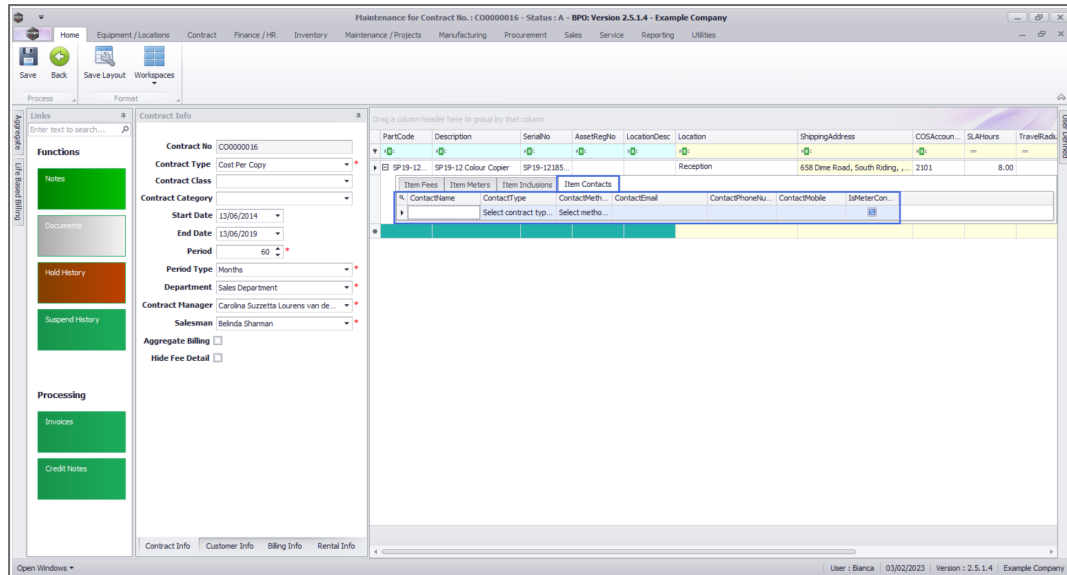 Maintenance for Contract No. : CO0000016 - Status : A - BPO: Version 2.5.1.4 - Example Company
Home Equipment / Locations Contract Finance / HR Inventory Maintenance / Projects Manufacturing Procurement Sales Service Reporting Utilities
Save Back Save Layout Workspaces
Process Format
Aggregate
Life Based Billing
Links
Enter text to search...
Functions
Notes
Documents
Hold History
Suspend History
Processing
Invoices
Credit Notes
Contract Info
Contract No CO0000016
Contract Type Cost Per Copy *
Contract Class
Contract Category
Start Date 13/06/2014
End Date 13/06/2019
Period 60 *
Period Type Months *
Department Sales Department *
Contract Manager Carolina Suzzetta Lourens van de... *
Salesman Belinda Sharman *
Aggregate Billing
Hide Fee Detail
Contract Info Customer Info Billing Info Rental Info
Drag a column header here to group by that column
PartCode Description SerialNo AssetRegNo LocationDesc Location ShippingAddress COSAccoun... SLAHours TravelRadiu
SP19-12... SP19-12 Colour Copier SP19-12185... Reception 658 Dime Road, South Riding, ,... 2101 8.00
Item Fees Item Meters Item Inclusions Item Contacts
ContactName ContactType ContactMeth... ContactEmail ContactPhoneNu... ContactMobile IsMeterCon...
Select contract typ... Select metho...
User Defined
Open Windows User : Bianca 03/02/2023 Version : 2.5.1.4 Example Company